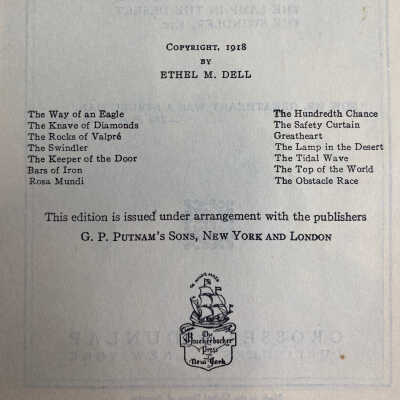 COPYRIGHT, 1918
BY
ETHEL M. DELL
The Way of an Eagle
The Knave of Diamonds
The Rocks of Valpré
The Swindler
The Keeper of the Door
Bars of Iron
Rosa Mundi
The Hundredth Chance
The Safety Curtain
Greatheart
The Lamp in the Desert
The Tidal Wave
The Top of the World
The Obstacle Race
This edition is issued under arrangement with the publishers
G. P. PUTNAM'S SONS, NEW YORK AND LONDON
The
Knickerbocker
Press
New York